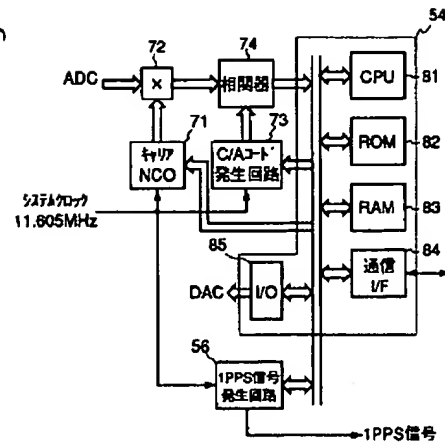 54
72
74
ADC
×
相関器
CPU
81
71
73
キャリア
NCO
C/Aコード
発生回路
ROM
82
システムクロック
11.605MHz
RAM
83
84
85
通信
I/F
DAC
I/O
56
1PPS信号
発生回路
1PPS信号